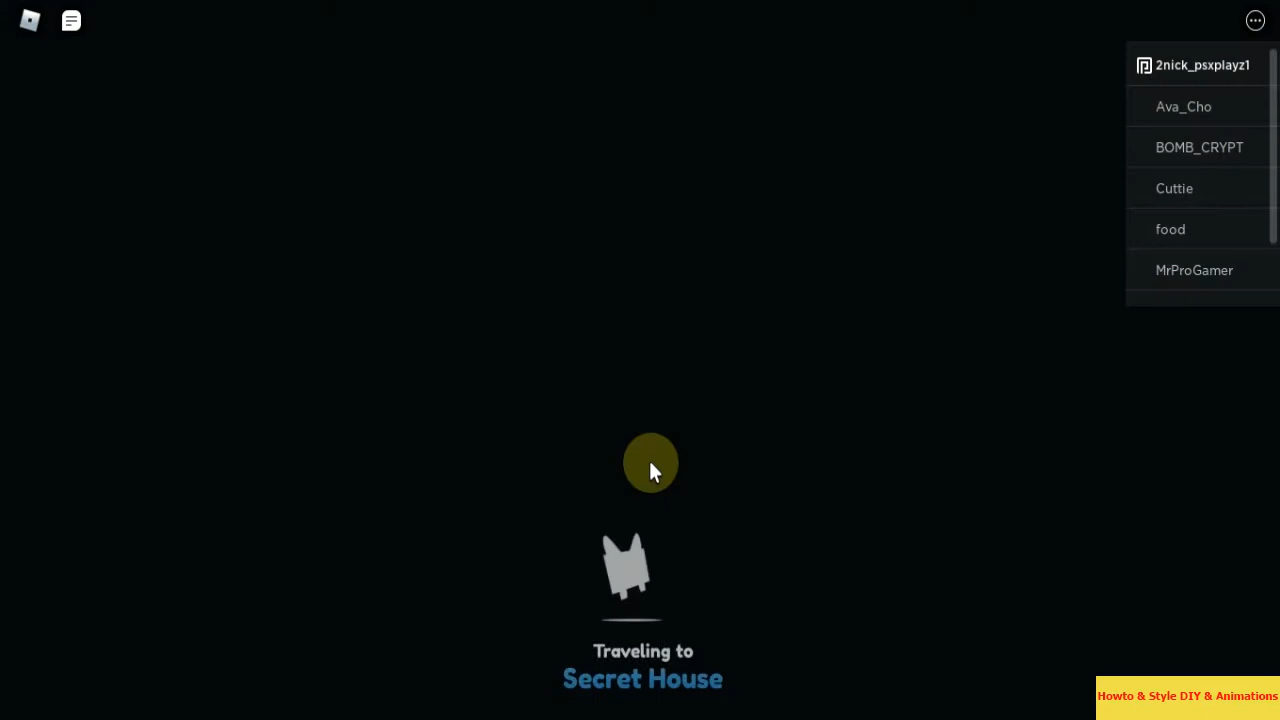 2nick_psxplayz1
Ava_Cho
BOMB_CRYPT
Cuttie
food
MrProGamer
Traveling to
Secret House
Howto & Style DIY & Animations